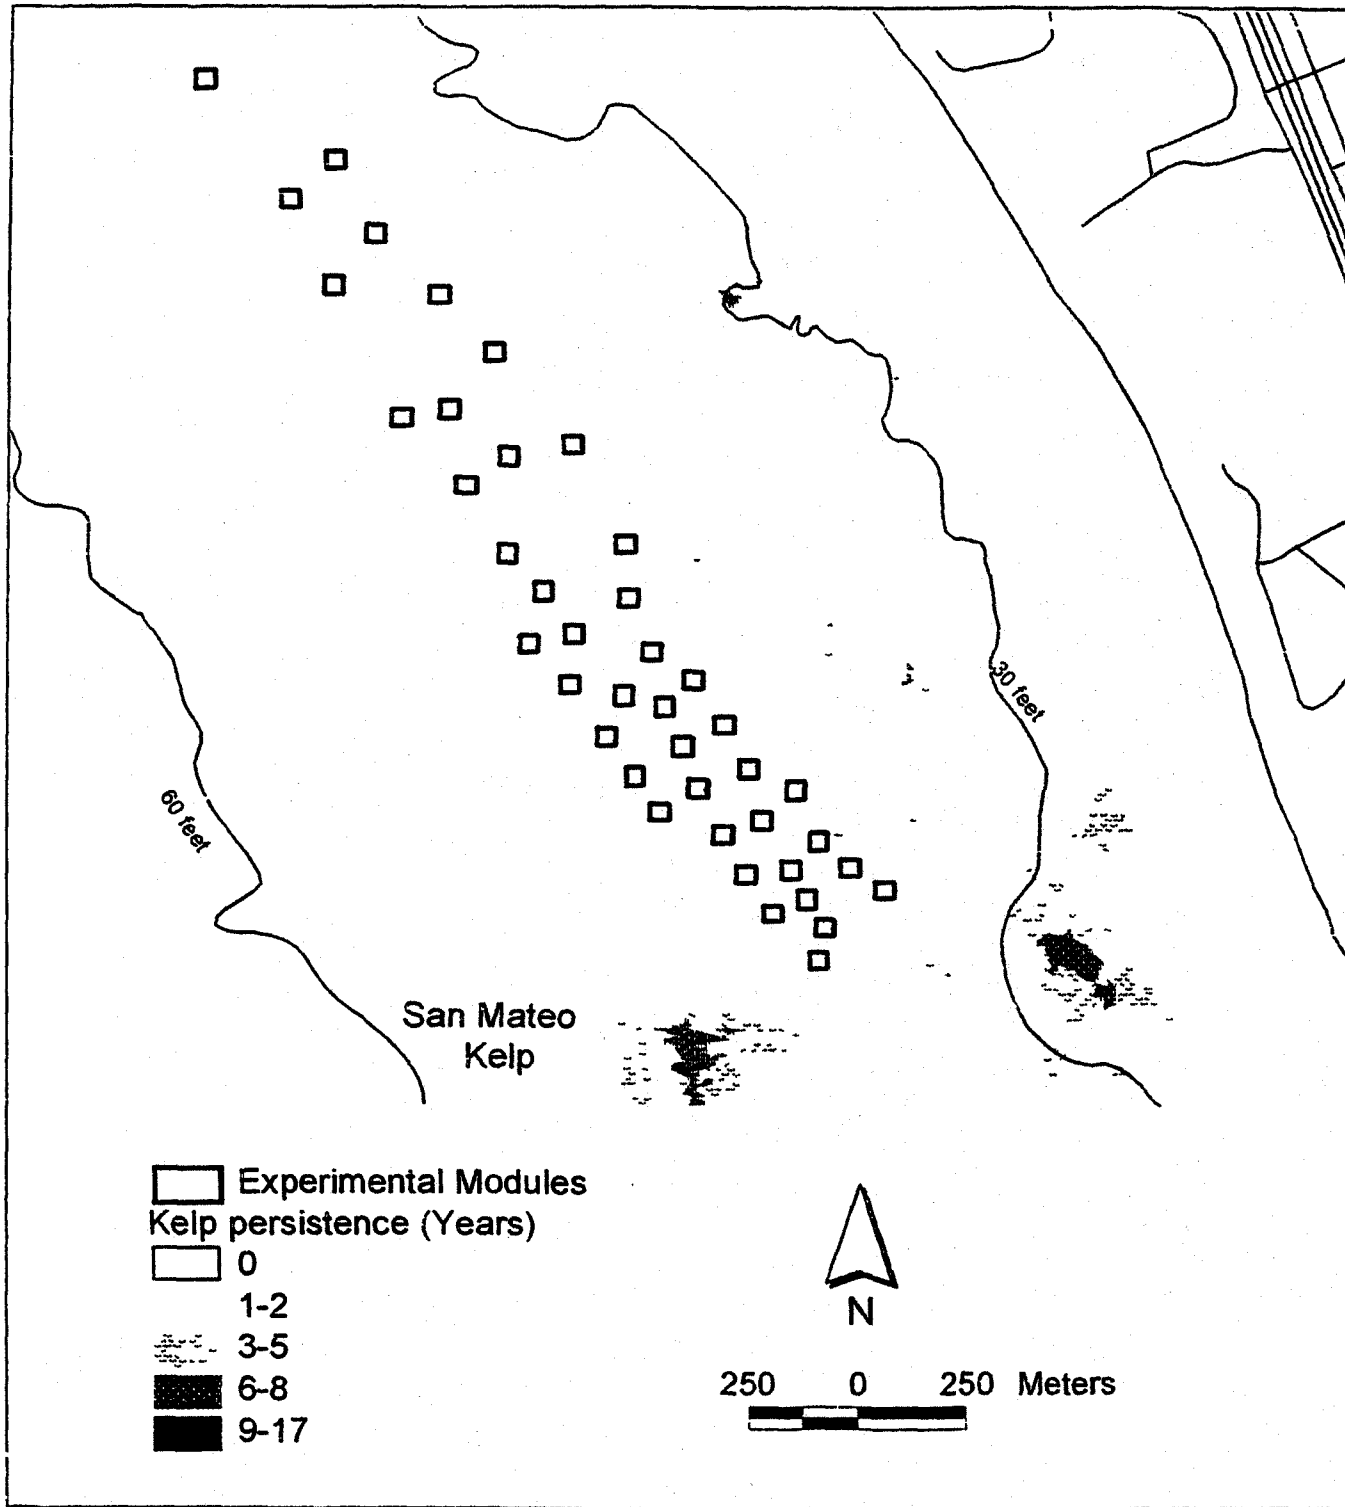 30 feet
60 feet
San Mateo
Kelp
Experimental Modules
Kelp persistence (Years)
0
1-2
3-5
6-8
9-17
N
250 0 250 Meters